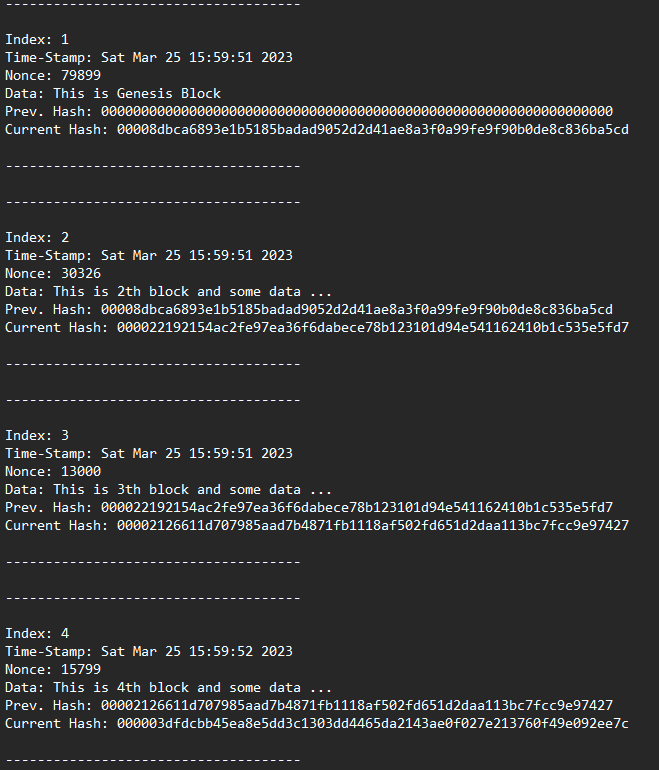 -------------------------------------
Index: 1
Time-Stamp: Sat Mar 25 15:59:51 2023
Nonce: 79899
Data: This is Genesis Block
Prev. Hash: 0000000000000000000000000000000000000000000000000000000000000000
Current Hash: 00008dbca6893e1b5185badad9052d2d41ae8a3f0a99fe9f90b0de8c836ba5cd
-------------------------------------
-------------------------------------
Index: 2
Time-Stamp: Sat Mar 25 15:59:51 2023
Nonce: 30326
Data: This is 2th block and some data ...
Prev. Hash: 00008dbca6893e1b5185badad9052d2d41ae8a3f0a99fe9f90b0de8c836ba5cd
Current Hash: 000022192154ac2fe97ea36f6dabece78b123101d94e541162410b1c535e5fd7
-------------------------------------
-------------------------------------
Index: 3
Time-Stamp: Sat Mar 25 15:59:51 2023
Nonce: 13000
Data: This is 3th block and some data ...
Prev. Hash: 000022192154ac2fe97ea36f6dabece78b123101d94e541162410b1c535e5fd7
Current Hash: 00002126611d707985aad7b4871fb1118af502fd651d2daa113bc7fcc9e97427
-------------------------------------
-------------------------------------
Index: 4
Time-Stamp: Sat Mar 25 15:59:52 2023
Nonce: 15799
Data: This is 4th block and some data ...
Prev. Hash: 00002126611d707985aad7b4871fb1118af502fd651d2daa113bc7fcc9e97427
Current Hash: 000003dfdcbb45ea8e5dd3c1303dd4465da2143ae0f027e213760f49e092ee7c
-------------------------------------